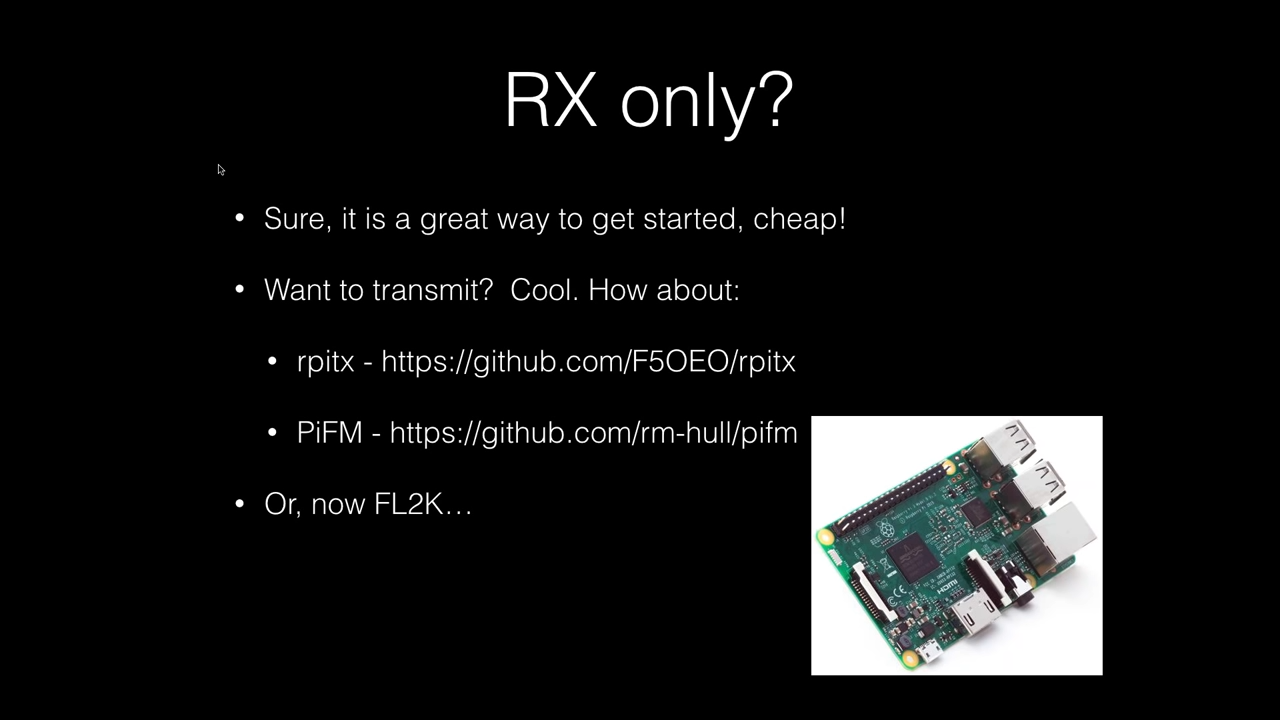 RX only?
• Sure, it is a great way to get started, cheap!
• Want to transmit?  Cool. How about:
• rpitx - https://github.com/F5OEO/rpitx
• PiFM - https://github.com/rm-hull/pifm
• Or, now FL2K…
HDMI